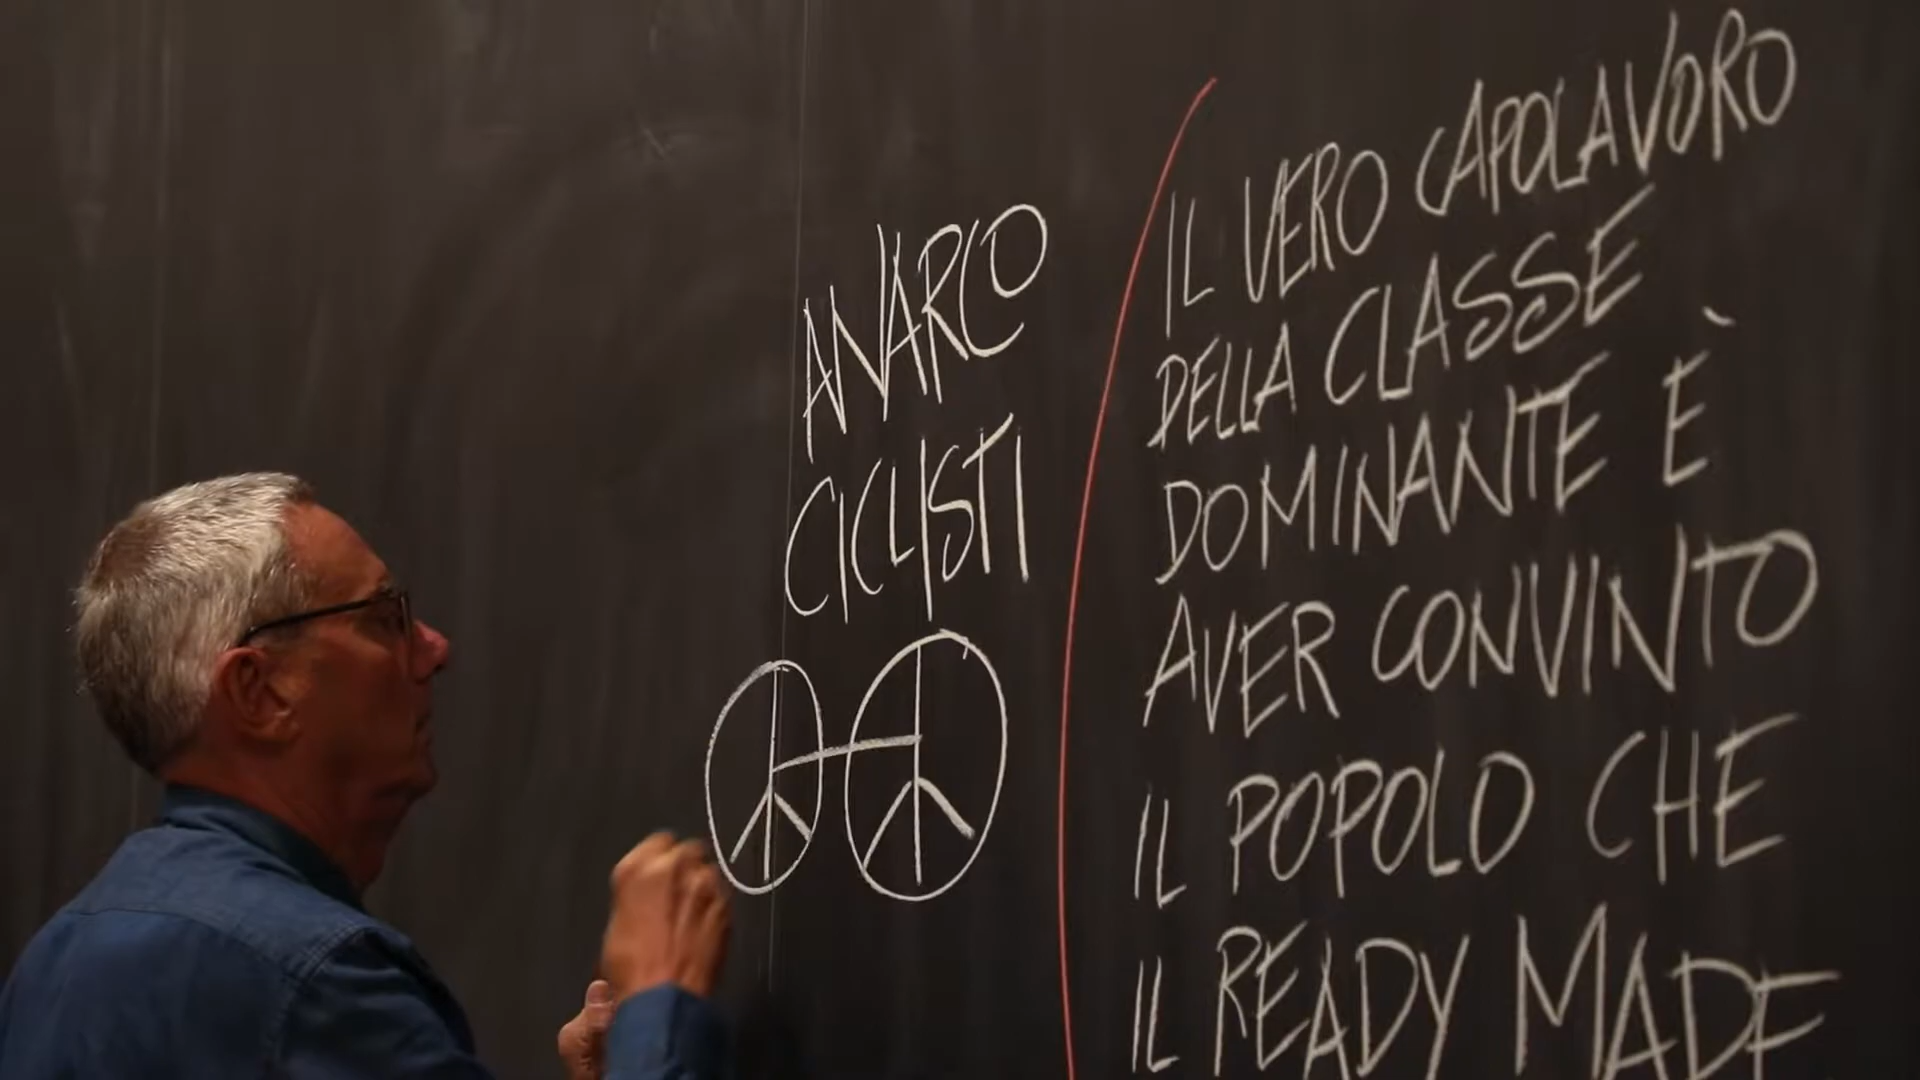 ANARCO
CICLISTI
IL VERO CAPOLAVORO
DELLA CLASSE
DOMINANTE È
AVER CONVINTO
IL POPOLO CHE
IL READY MADE